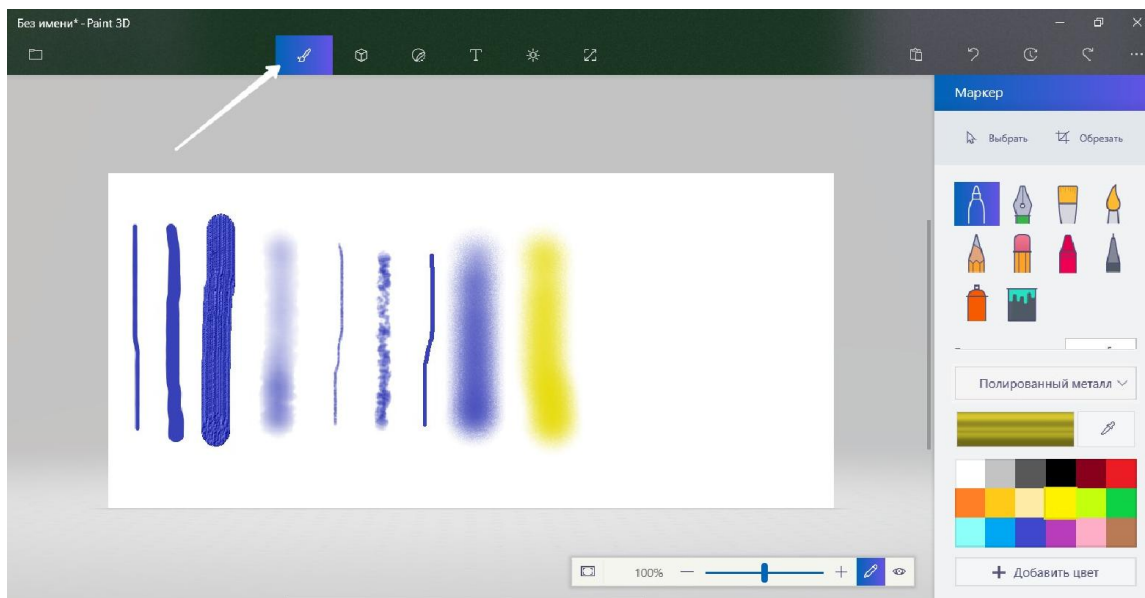 Без имени* - Paint 3D
Маркер
Выбрать
Обрезать
Полированный металл
100%
Добавить цвет